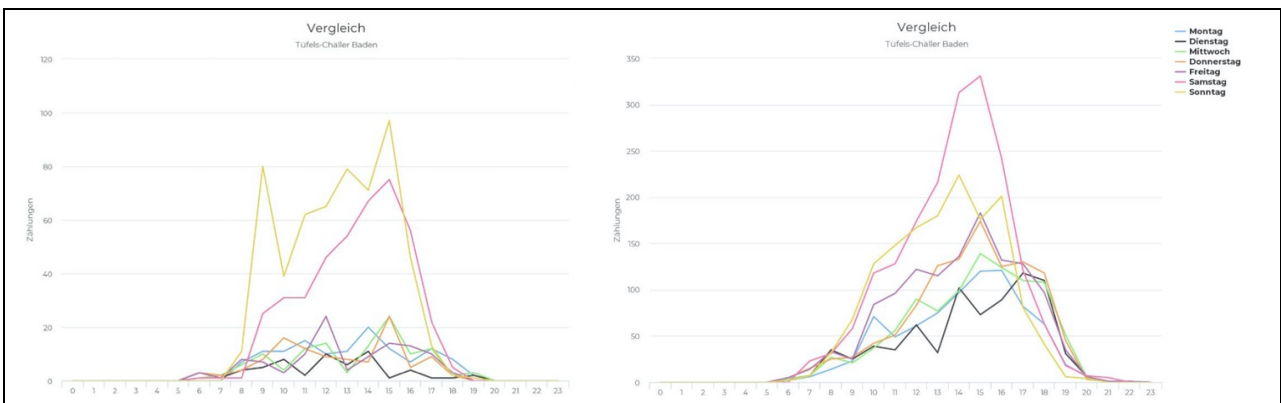 Vergleich
Tüfels-Chäller Baden
120
100
80
60
40
20
0
Zählungen
0 1 2 3 4 5 6 7 8 9 10 11 12 13 14 15 16 17 18 19 20 21 22 23
Vergleich
Tüfels-Chäller Baden
350
300
250
200
150
100
50
0
Zählungen
0 1 2 3 4 5 6 7 8 9 10 11 12 13 14 15 16 17 18 19 20 21 22 23
Montag
Dienstag
Mittwoch
Donnerstag
Freitag
Samstag
Sonntag